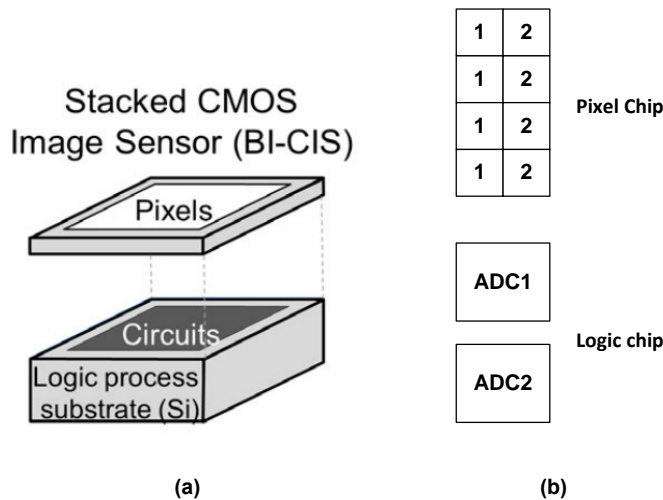 Stacked CMOS
Image Sensor (BI-CIS)
Pixels
Circuits
Logic process
substrate (Si)
(a)
1 2
1 2
1 2
1 2
Pixel Chip
ADC1
ADC2
Logic chip
(b)